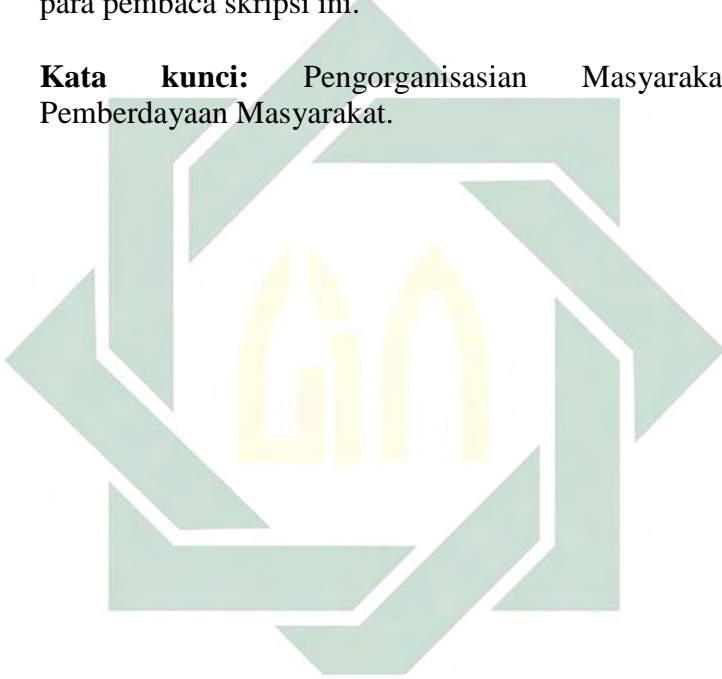 para pembaca skripsi ini.
Kata kunci: Pengorganisasian Masyaraka
Pemberdayaan Masyarakat.